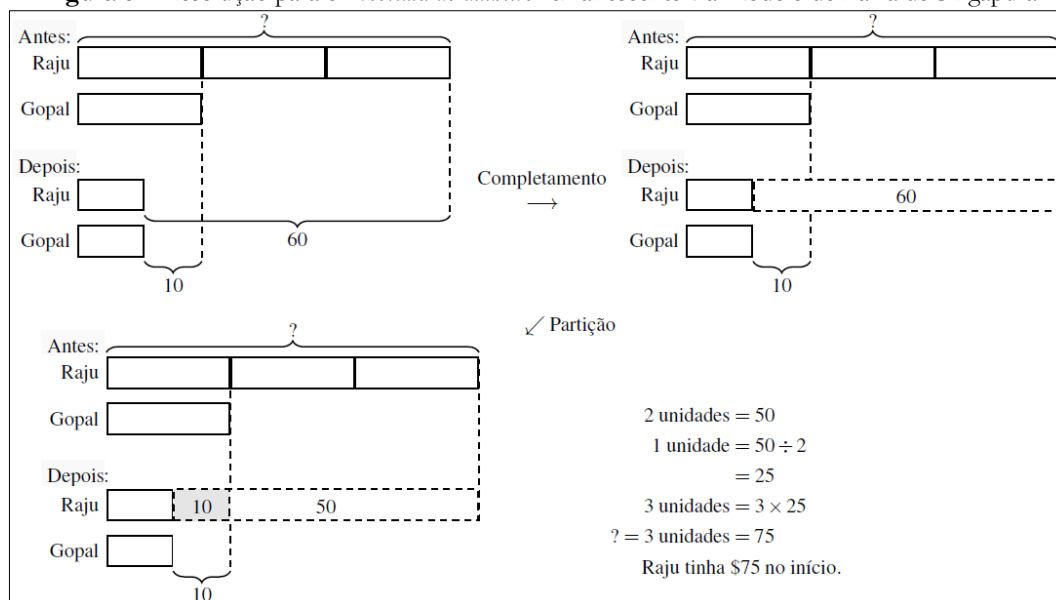 ?
Antes:
Raju
Gopal
Depois:
Raju
60
Gopal
10
Completamento
→
?
Antes:
Raju
Gopal
Depois:
Raju
60
Gopal
10
↙ Partição
?
Antes:
Raju
Gopal
Depois:
Raju
10
50
Gopal
10
2 unidades = 50
1 unidade = 50 ÷ 2
= 25
3 unidades = 3 × 25
? = 3 unidades = 75
Raju tinha $75 no início.